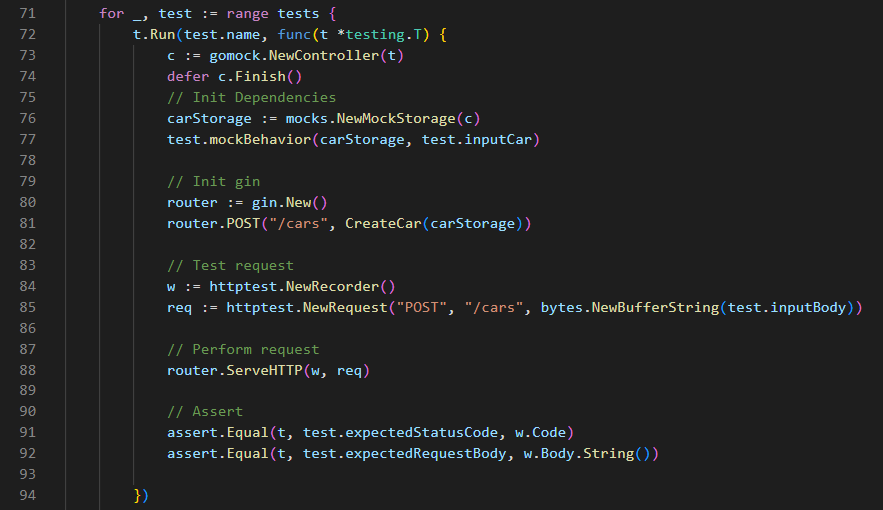 71 for _, test := range tests {
72 t.Run(test.name, func(t *testing.T) {
73 c := gomock.NewController(t)
74 defer c.Finish()
75 // Init Dependencies
76 carStorage := mocks.NewMockStorage(c)
77 test.mockBehavior(carStorage, test.inputCar)
78
79 // Init gin
80 router := gin.New()
81 router.POST("/cars", CreateCar(carStorage))
82
83 // Test request
84 w := httptest.NewRecorder()
85 req := httptest.NewRequest("POST", "/cars", bytes.NewBufferString(test.inputBody))
86
87 // Perform request
88 router.ServeHTTP(w, req)
89
90 // Assert
91 assert.Equal(t, test.expectedStatusCode, w.Code)
92 assert.Equal(t, test.expectedRequestBody, w.Body.String())
93
94 })